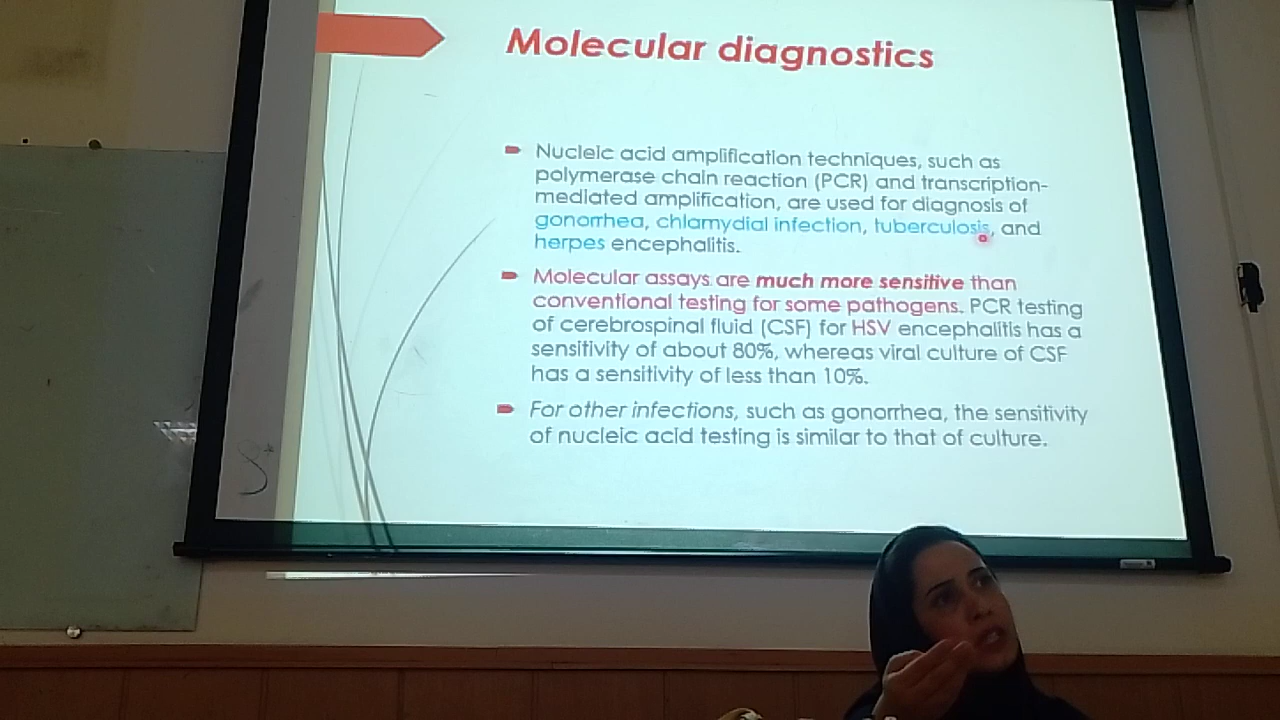 Molecular diagnostics
Nucleic acid amplification techniques, such as
polymerase chain reaction (PCR) and transcription-
mediated amplification, are used for diagnosis of
gonorrhea, chlamydial infection, tuberculosis, and
herpes encephalitis.
Molecular assays are much more sensitive than
conventional testing for some pathogens. PCR testing
of cerebrospinal fluid (CSF) for HSV encephalitis has a
sensitivity of about 80%, whereas viral culture of CSF
has a sensitivity of less than 10%.
For other infections, such as gonorrhea, the sensitivity
of nucleic acid testing is similar to that of culture.